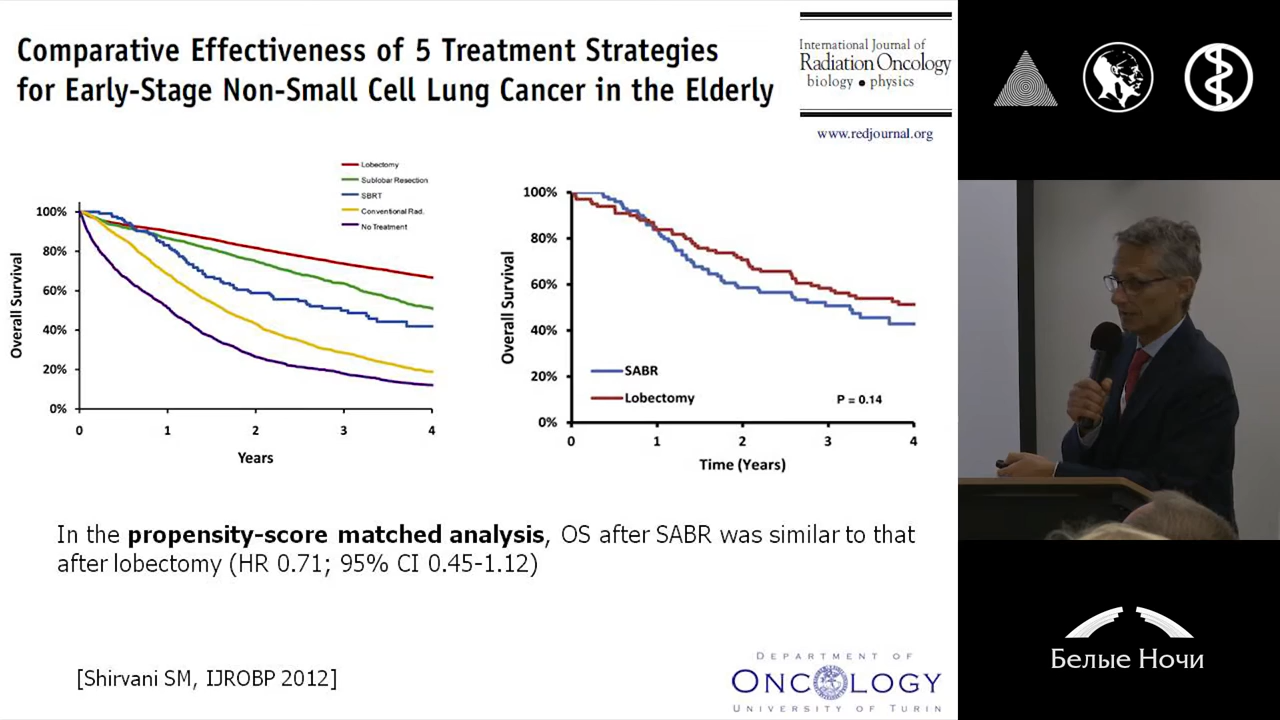 Comparative Effectiveness of 5 Treatment Strategies
for Early-Stage Non-Small Cell Lung Cancer in the Elderly
International Journal of
Radiation Oncology
biology • physics
www.redjournal.org
Lobectomy
Sublobar Resection
SBRT
Conventional Rad.
No Treatment
Overall Survival
100%
80%
60%
40%
20%
0%
0 1 2 3 4
Years
Overall Survival
100%
80%
60%
40%
20%
0%
SABR
Lobectomy
P = 0.14
0 1 2 3 4
Time (Years)
In the propensity-score matched analysis, OS after SABR was similar to that
after lobectomy (HR 0.71; 95% CI 0.45-1.12)
[Shirvani SM, IJROBP 2012]
DEPARTMENT OF
ONCOLOGY
UNIVERSITY OF TURIN
Белые Ночи